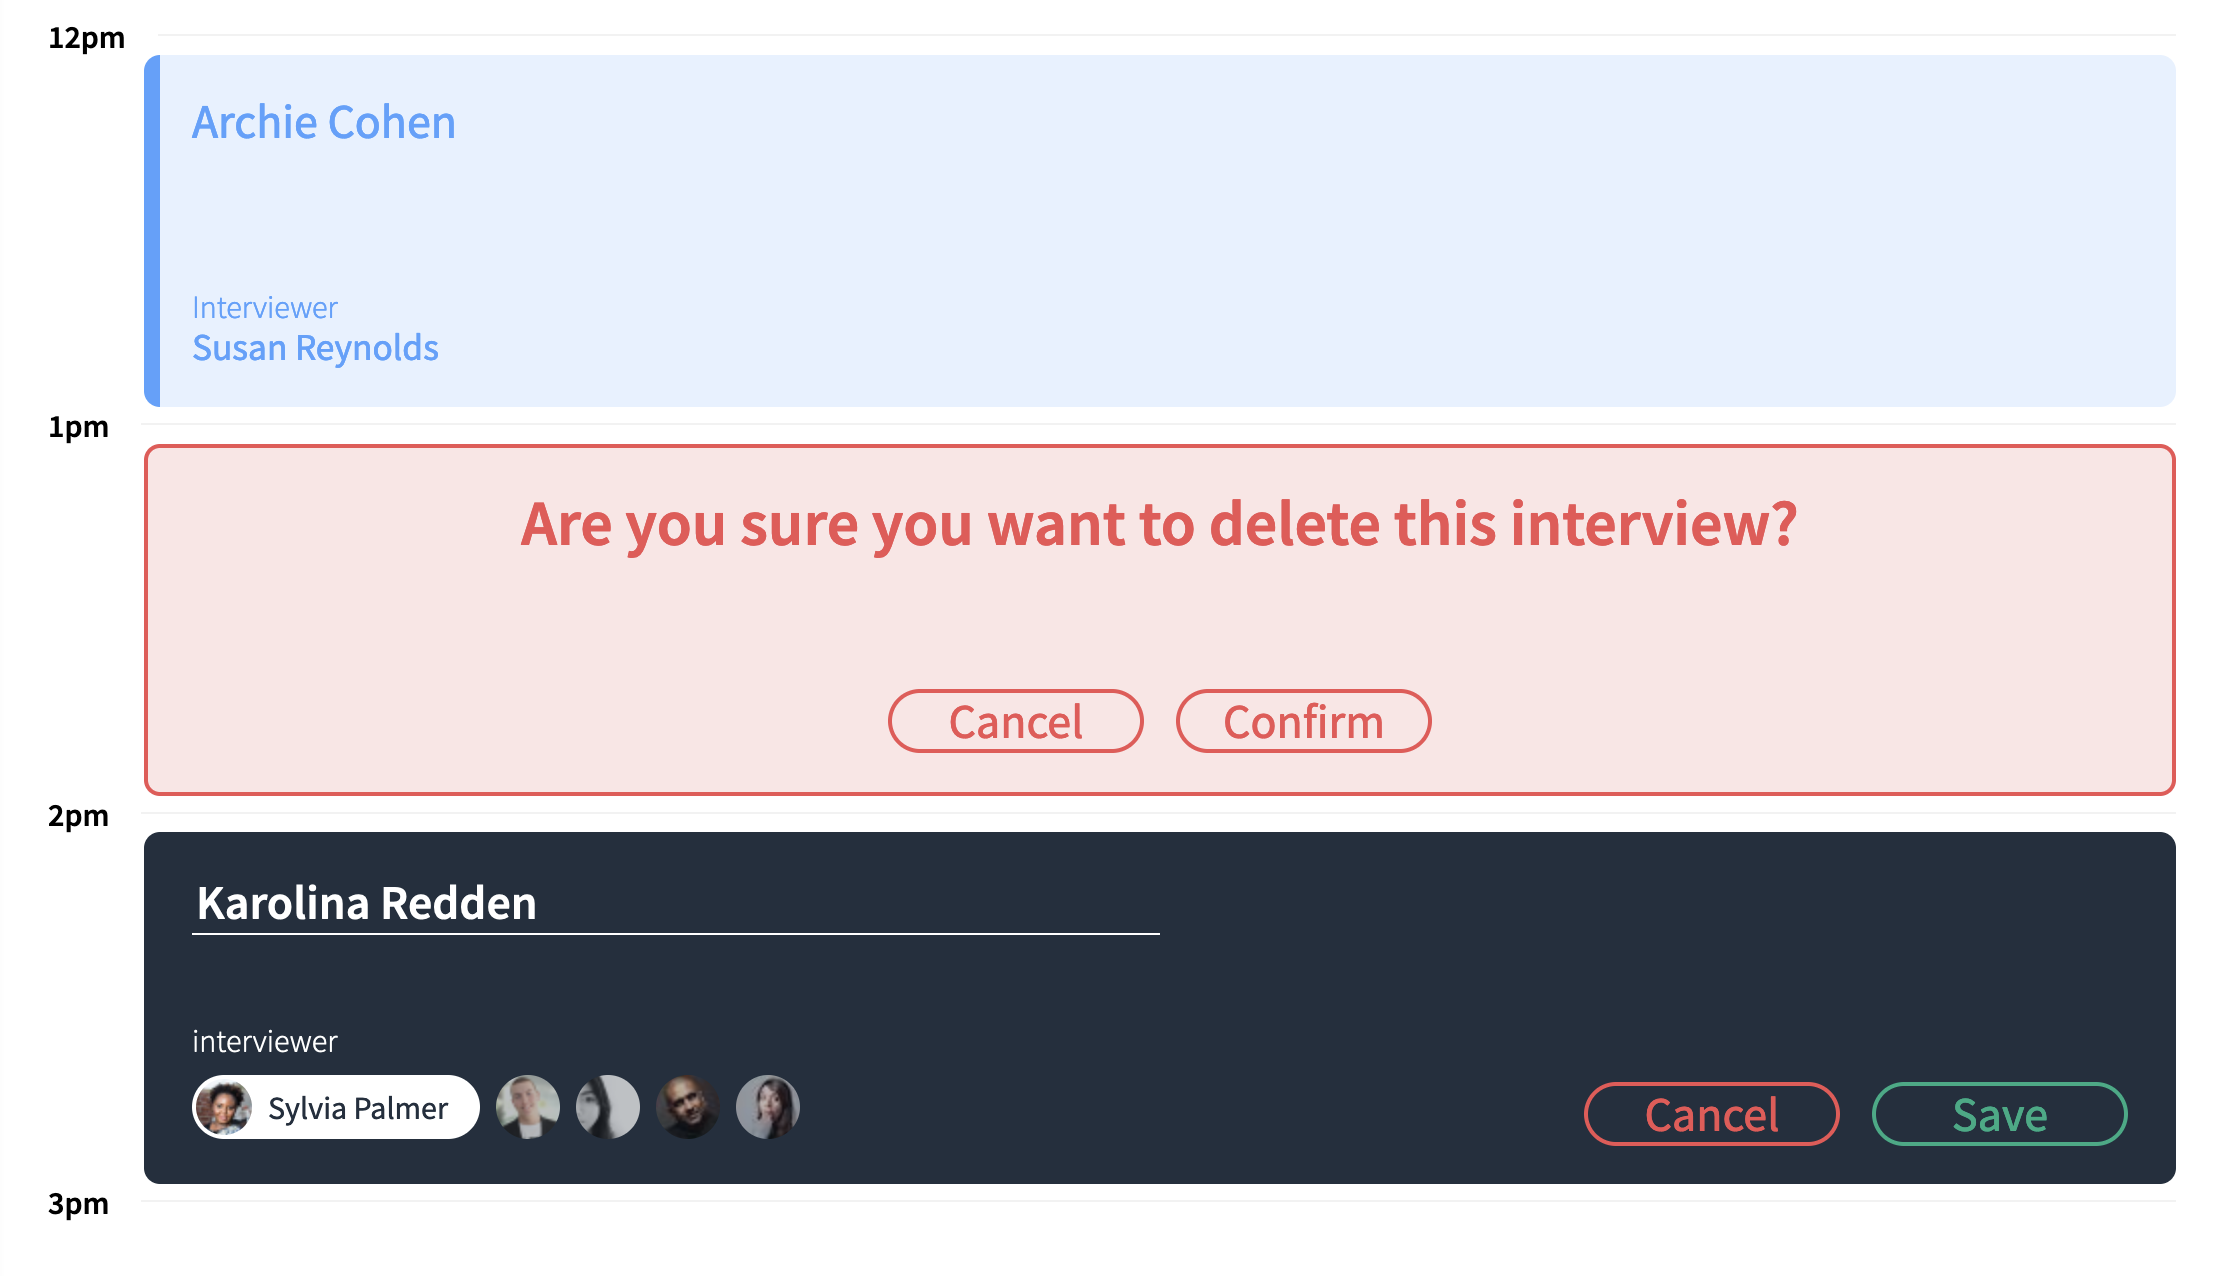 12pm
Archie Cohen
Interviewer
Susan Reynolds
1pm
Are you sure you want to delete this interview?
Cancel
Confirm
2pm
Karolina Redden
interviewer
Sylvia Palmer
Cancel
Save
3pm